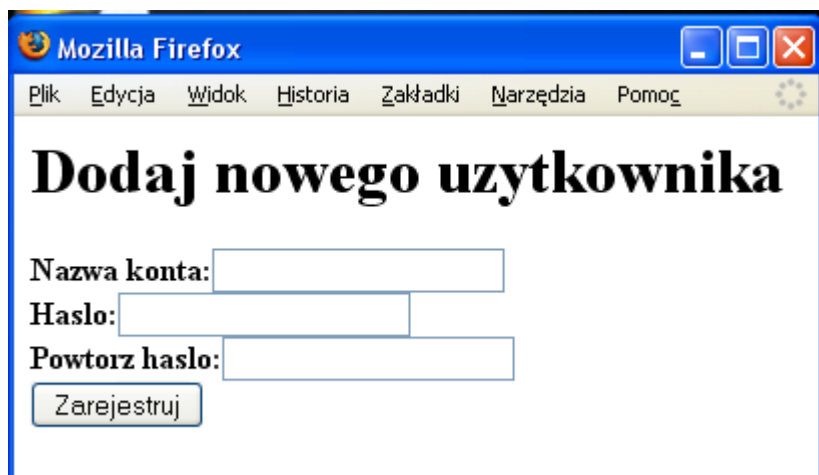 Mozilla Firefox
Plik Edycja Widok Historia Zakładki Narzędzia Pomoc
Dodaj nowego uzytkownika
Nazwa konta:
Haslo:
Powtorz haslo:
Zarejestruj